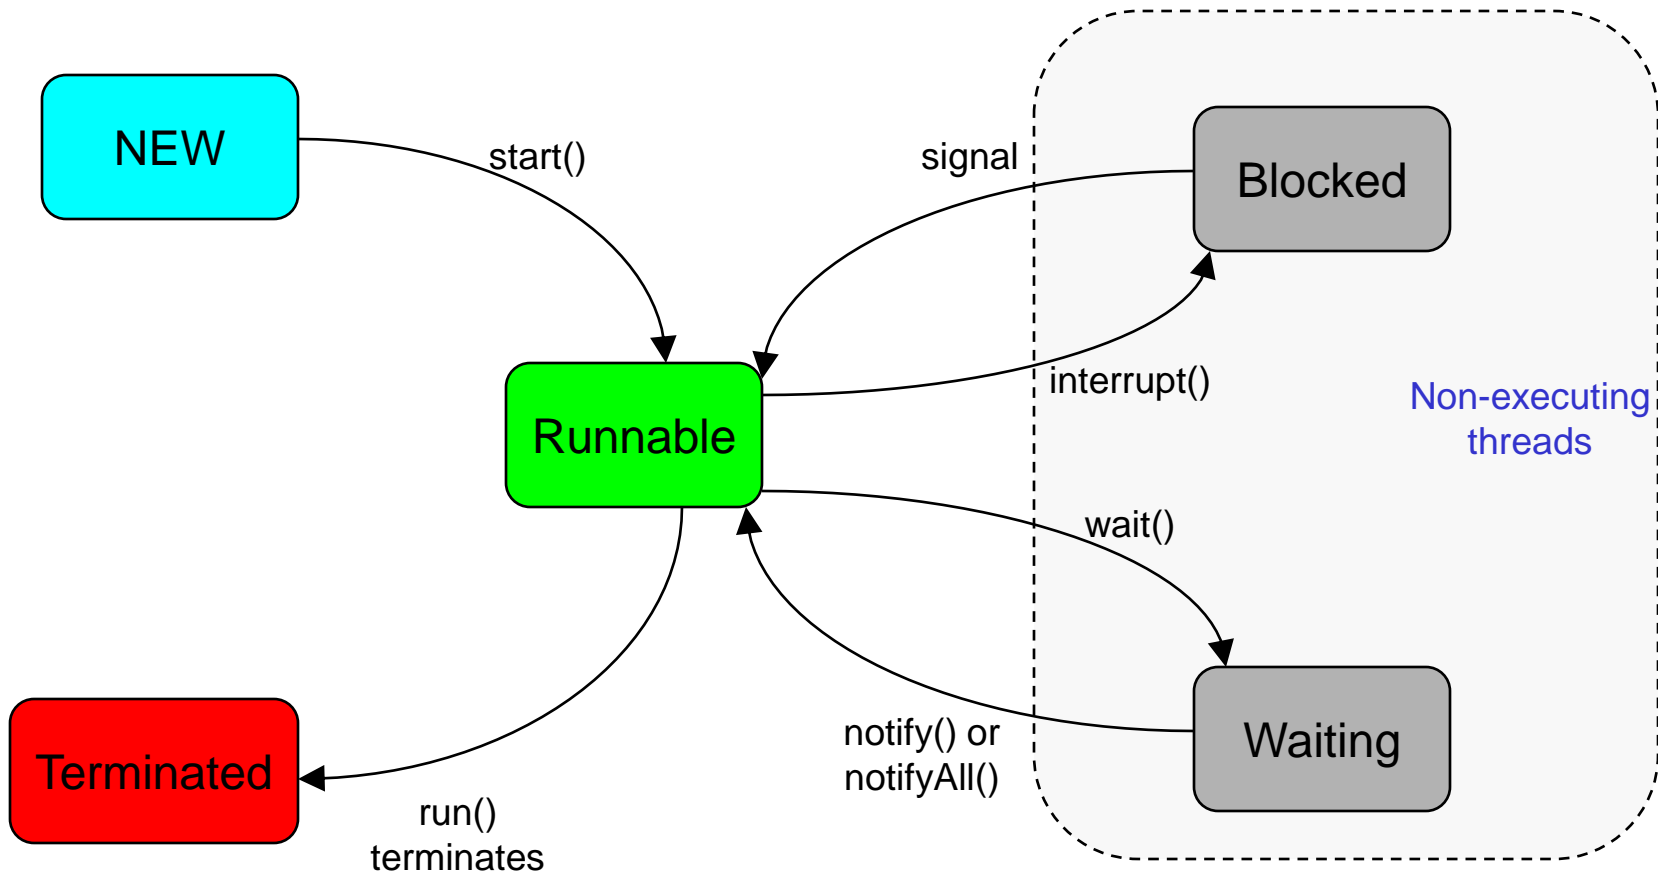 NEW
start()
signal
Blocked
interrupt()
Non-executing
threads
Runnable
wait()
notify() or
notifyAll()
Waiting
Terminated
run()
terminates